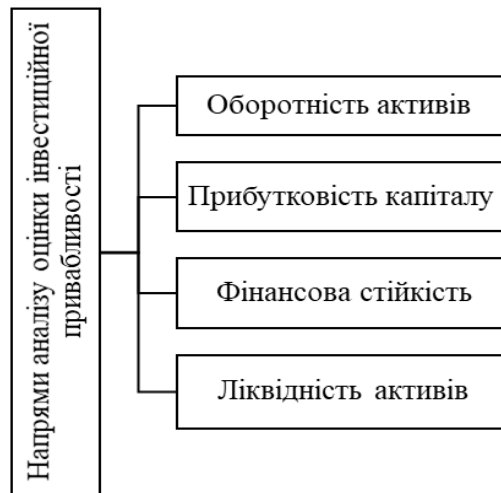 Напрями аналізу оцінки інвестиційної
привабливості
Оборотність активів
Прибутковість капіталу
Фінансова стійкість
Ліквідність активів